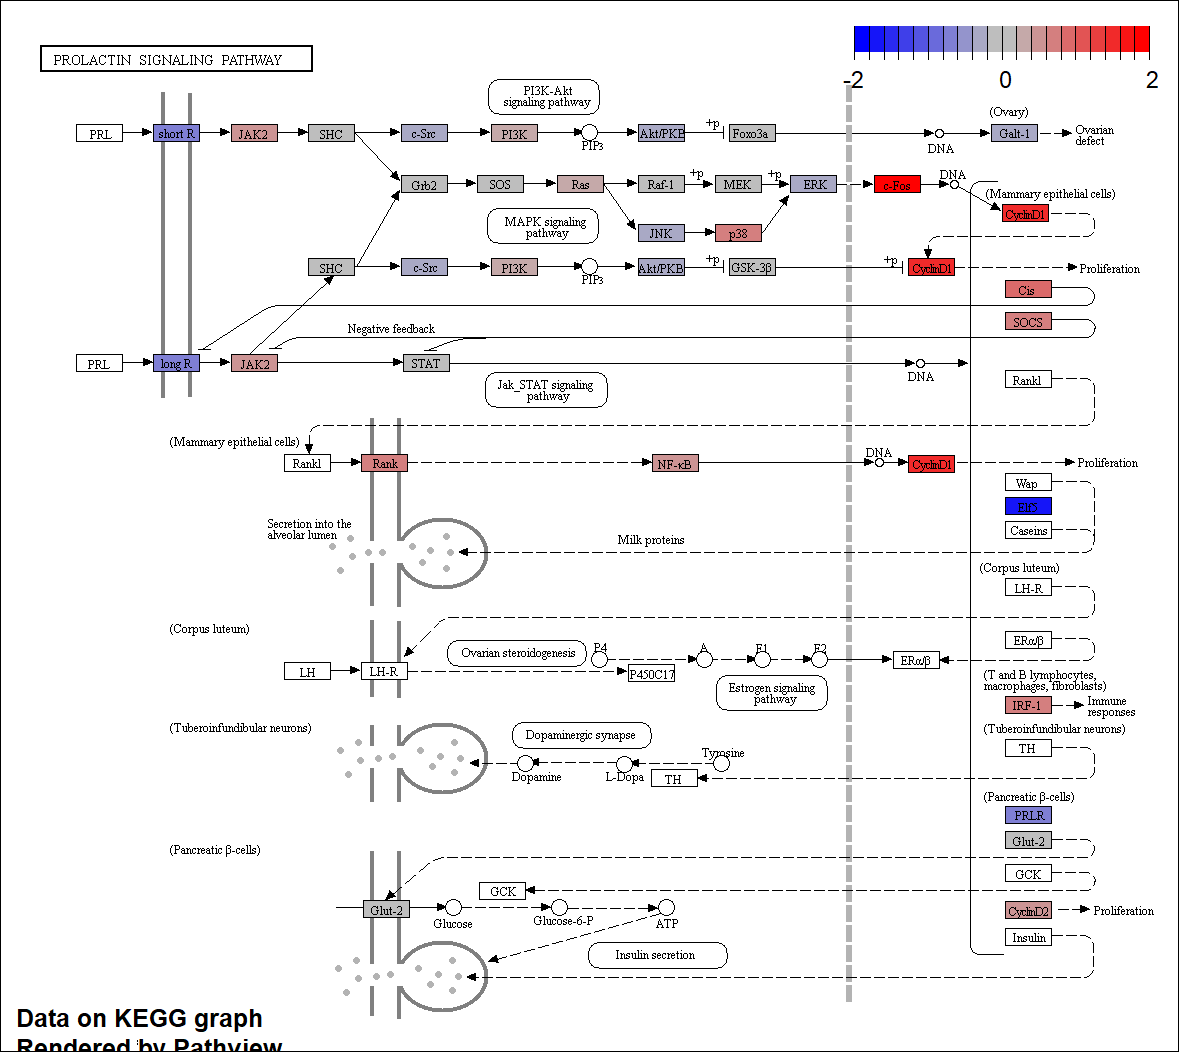 PROLACTIN SIGNALING PATHWAY
-2 0 2
PI3K-Akt
signaling pathway
(Ovary)
PRL short R JAK2 SHC c-Src PI3K PIP3 Akt/PKB +p Foxo3a DNA Galt-1 Ovarian
defect
Grb2 SOS Ras Raf-1 +p MEK +p ERK c-Fos DNA
(Mammary epithelial cells)
CyclinD1
MAPK signaling
pathway
JNK p38
SHC c-Src PI3K PIP3 Akt/PKB +p GSK-3β +p CyclinD1 Proliferation
Cis
SOCS
Negative feedback
PRL long R JAK2 STAT DNA
Rankl
Jak_STAT signaling
pathway
(Mammary epithelial cells)
Rankl Rank NF-κB DNA CyclinD1 Proliferation
Wap
Elf5
Caseins
Secretion into the
alveolar lumen
Milk proteins
(Corpus luteum)
LH-R
(Corpus luteum)
ERα/β
Ovarian steroidogenesis
P4 A E1 E2 ERα/β
LH LH-R P450C17
Estrogen signaling
pathway
(T and B lymphocytes,
macrophages, fibroblasts)
IRF-1 Immune
responses
(Tuberoinfundibular neurons)
(Tuberoinfundibular neurons)
TH
Dopaminergic synapse
Tyrosine
Dopamine L-Dopa TH
(Pancreatic β-cells)
PRLR
Glut-2
(Pancreatic β-cells)
GCK
GCK
Glut-2 Glucose Glucose-6-P ATP
CyclinD2 Proliferation
Insulin
Insulin secretion
Data on KEGG graph
Rendered by Pathview